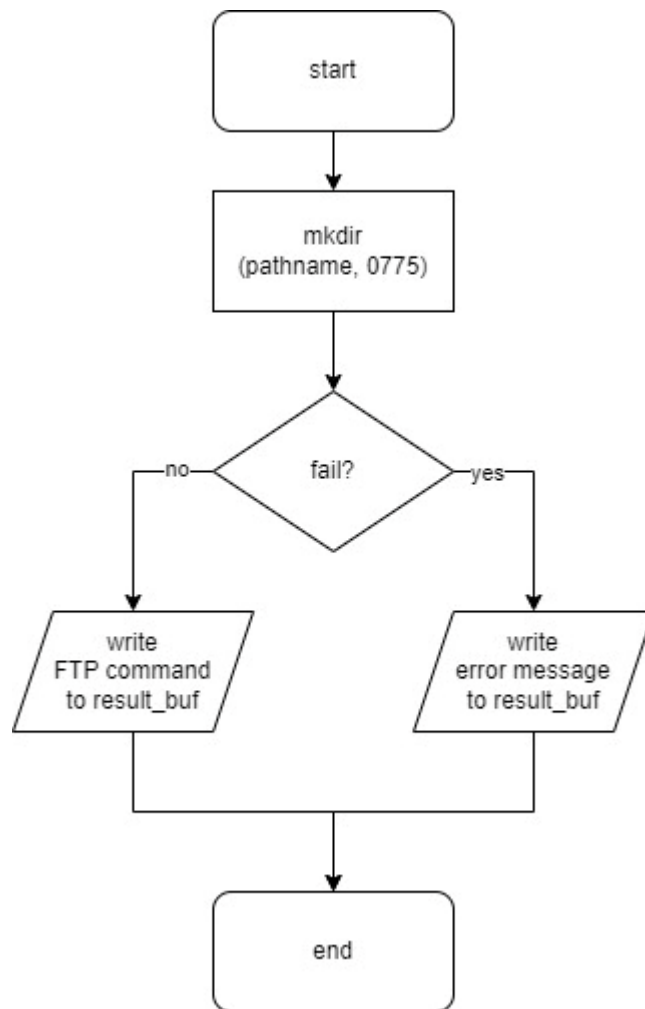 start
mkdir
(pathname, 0775)
fail?
no
yes
write
FTP command
to result_buf
write
error message
to result_buf
end